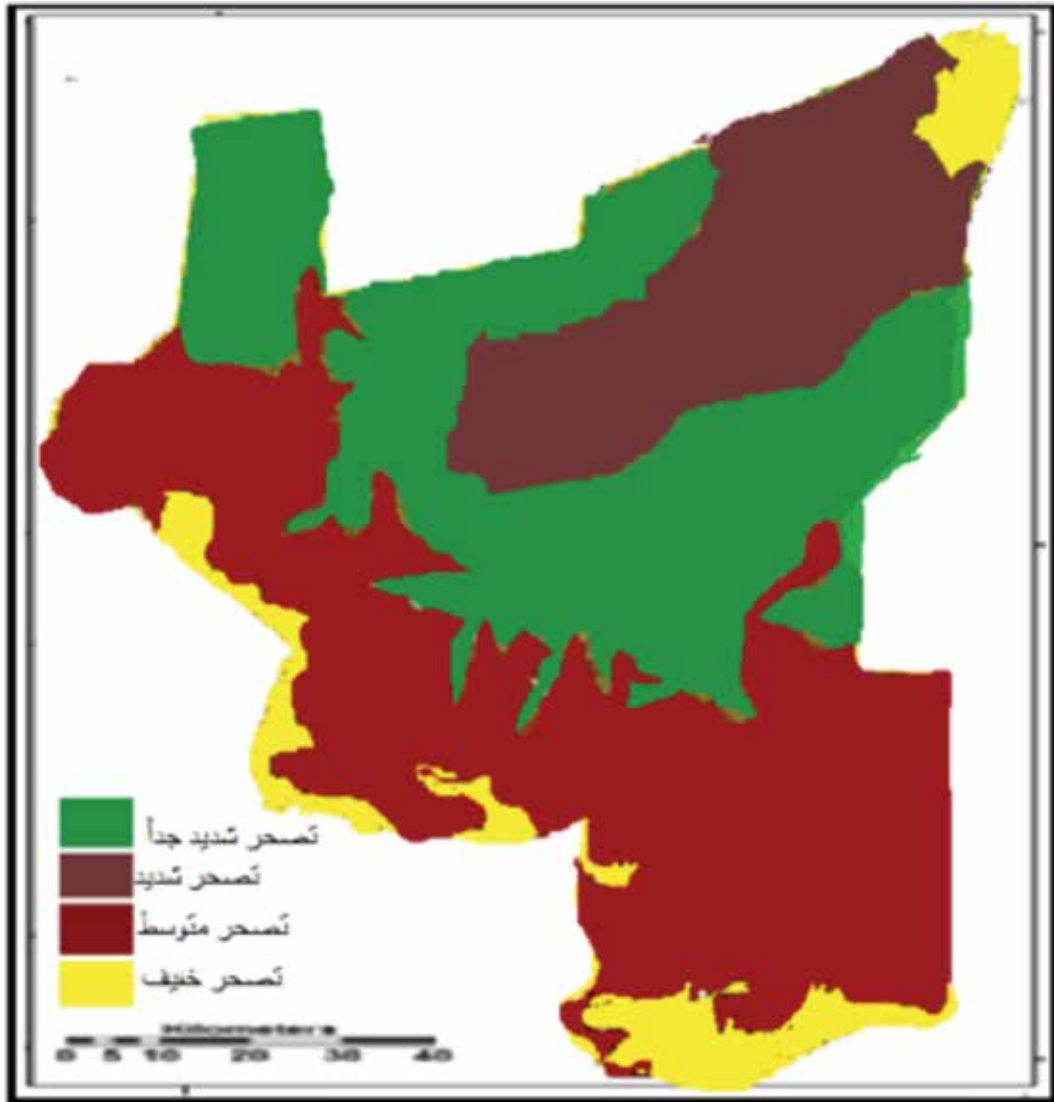 تصحر شديد جداً
تصحر شديد
تصحر متوسط
تصحر خفيف
Kilometers
0 5 10 20 30 40